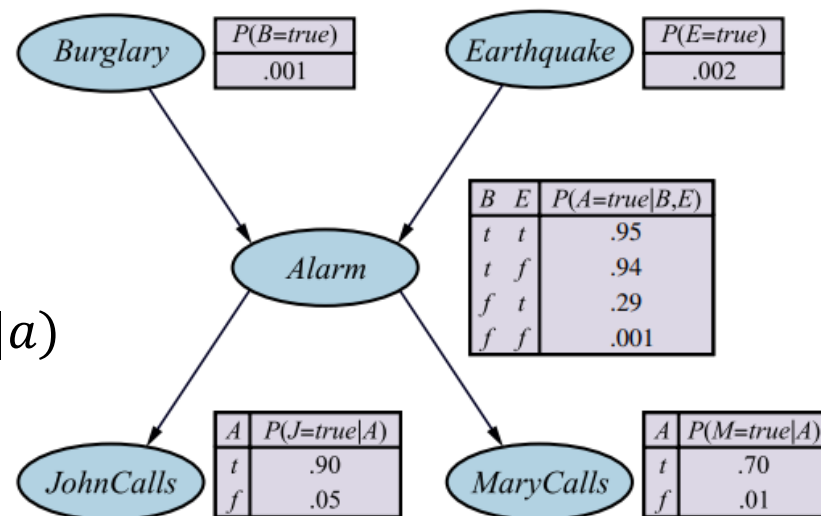 Burglary
P(B=true)
.001
Earthquake
P(E=true)
.002
B E P(A=true|B,E)
t t .95
t f .94
f t .29
f f .001
Alarm
|a)
JohnCalls
A P(J=true|A)
t .90
f .05
MaryCalls
A P(M=true|A)
t .70
f .01